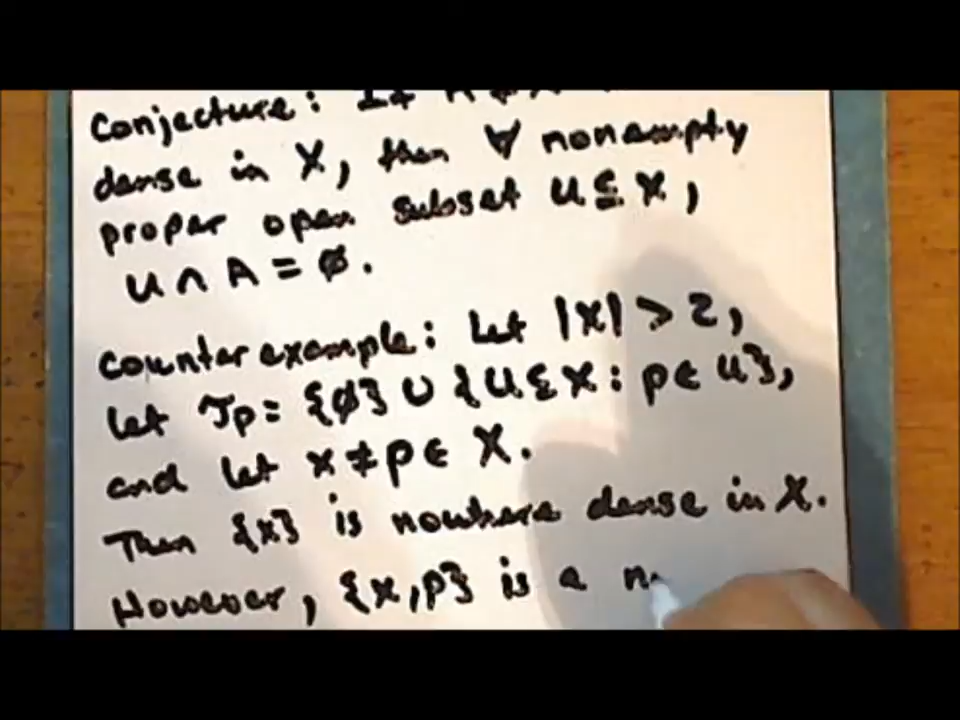 Conjecture: If A
dense in X, then ∀ nonempty
proper open subset U⊆X,
U∩A=∅.
Counterexample: Let |X|>2,
let 𝒯p={∅}∪{U⊆X:p∈U},
and let x≠p∈X.
Then {x} is nowhere dense in X.
However, {x,p} is a